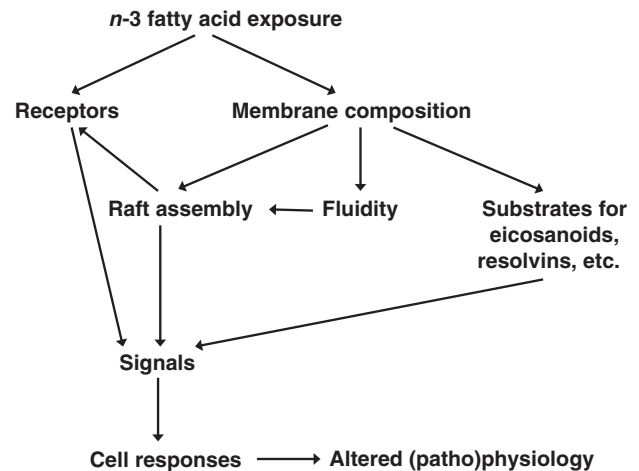 n-3 fatty acid exposure
Receptors
Membrane composition
Raft assembly
Fluidity
Substrates for
eicosanoids,
resolvins, etc.
Signals
Cell responses
Altered (patho)physiology